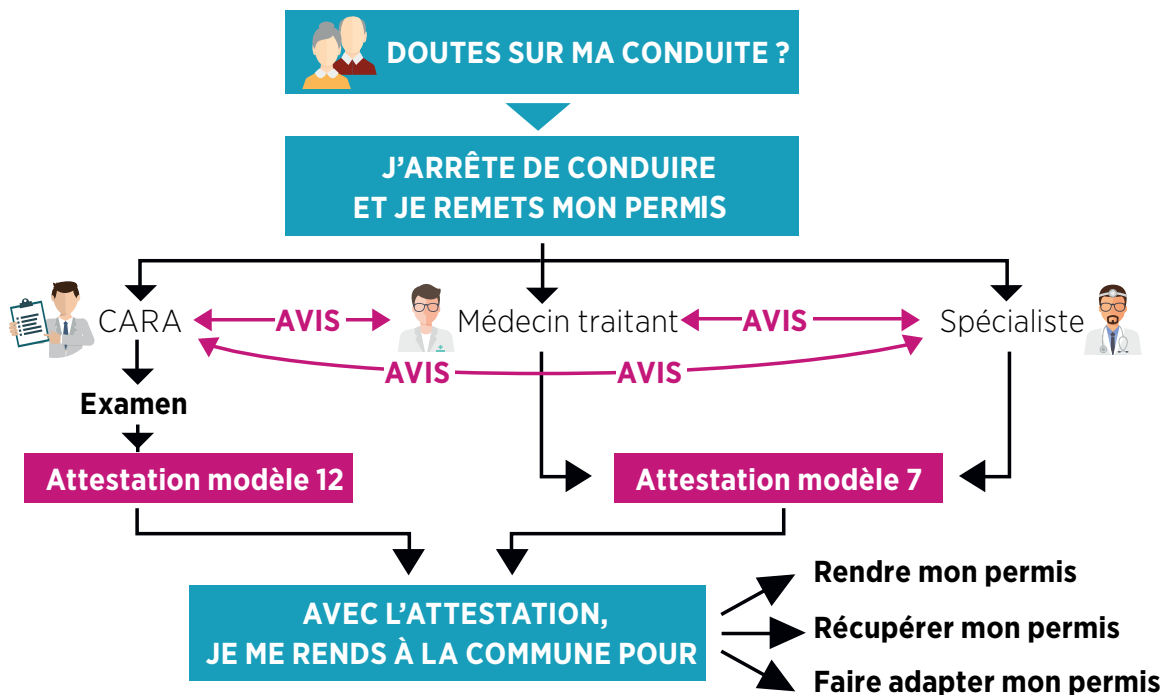 DOUTES SUR MA CONDUITE ?
J'ARRÊTE DE CONDUIRE
ET JE REMETS MON PERMIS
CARA
AVIS
Médecin traitant
AVIS
Spécialiste
AVIS
AVIS
Examen
Attestation modèle 12
Attestation modèle 7
AVEC L'ATTESTATION,
JE ME RENDS À LA COMMUNE POUR
Rendre mon permis
Récupérer mon permis
Faire adapter mon permis